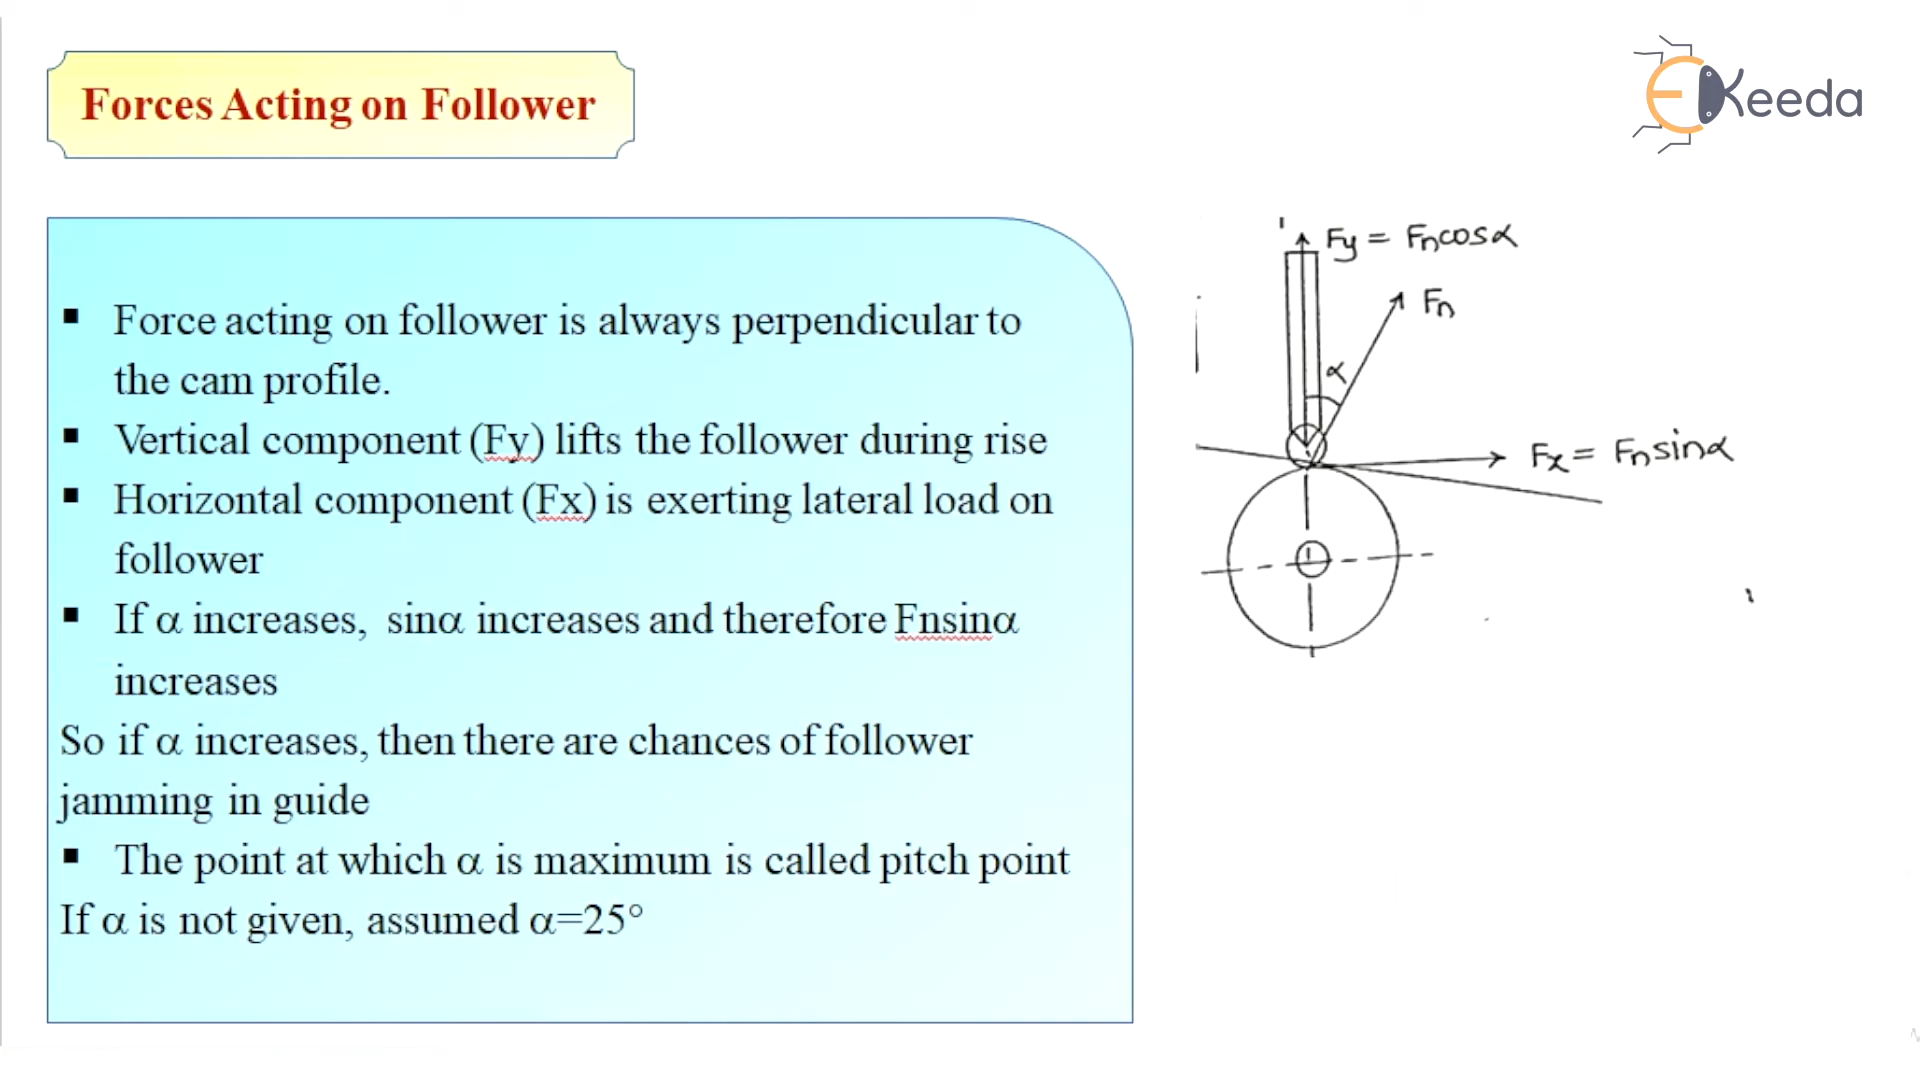 Forces Acting on Follower
EKeeda
▪ Force acting on follower is always perpendicular to
the cam profile.
▪ Vertical component (Fy) lifts the follower during rise
▪ Horizontal component (Fx) is exerting lateral load on
follower
▪ If α increases, sinα increases and therefore Fnsinα
increases
So if α increases, then there are chances of follower
jamming in guide
▪ The point at which α is maximum is called pitch point
If α is not given, assumed α=25°
Fy = Fncosα
Fn
α
Fx = Fnsinα